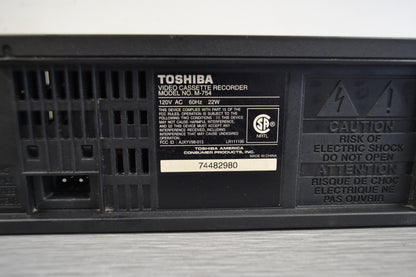 TOSHIBA
VIDEO CASSETTE RECORDER
MODEL NO. M-754
120V AC 60Hz 22W
THIS DEVICE COMPLIES WITH PART 15 OF THE
FCC RULES. OPERATION IS SUBJECT TO THE
FOLLOWING TWO CONDITIONS: (1) THIS DEVICE
MAY NOT CAUSE HARMFUL INTERFERENCE,
AND (2) THIS DEVICE MUST ACCEPT ANY
INTERFERENCE RECEIVED, INCLUDING
INTERFERENCE THAT MAY CAUSE
UNDESIRED OPERATION.
FCC ID
NRTL
TOSHIBA AMERICA
CONSUMER PRODUCTS, INC.
MADE IN CHINA
74482980
CAUTION
RISK OF
ELECTRIC SHOCK
DO NOT OPEN
ATTENTION
RISQUE DE CHOC
ELECTRIQUE NE
PAS OUVRIR